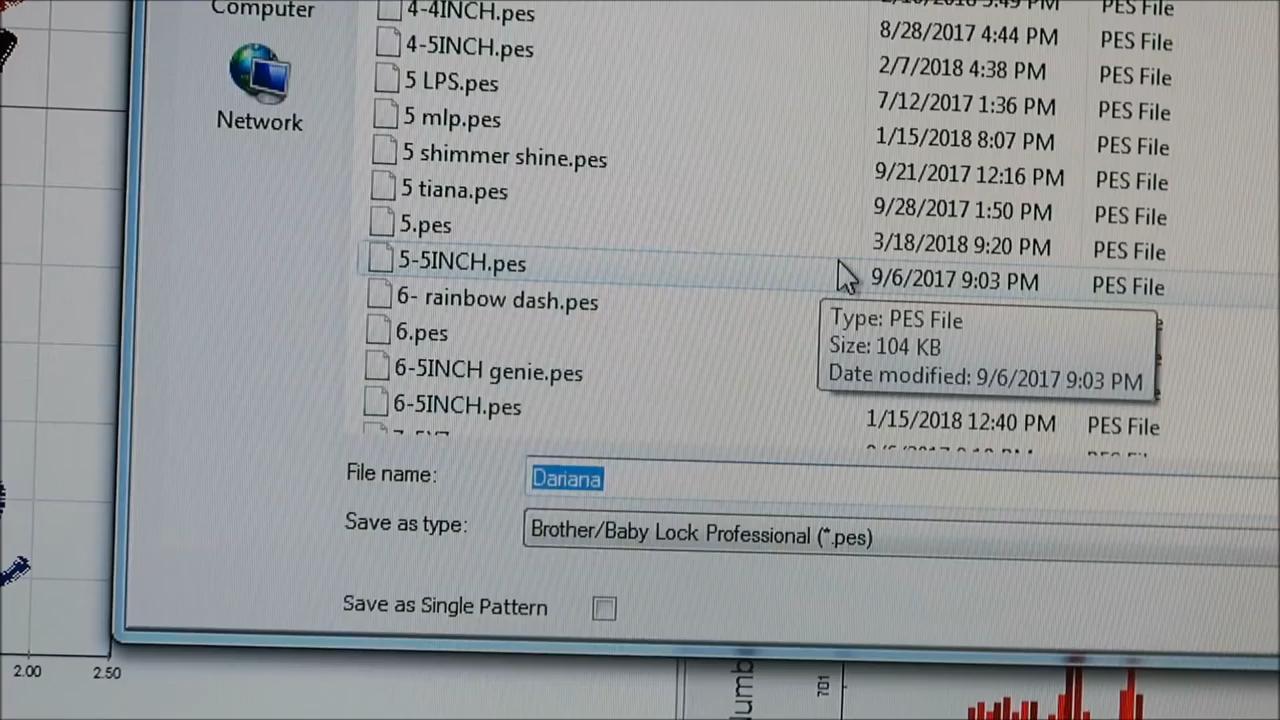 Computer
Network
4-4INCH.pes PES File
4-5INCH.pes 8/28/2017 4:44 PM PES File
5 LPS.pes 2/7/2018 4:38 PM PES File
5 mlp.pes 7/12/2017 1:36 PM PES File
5 shimmer shine.pes 1/15/2018 8:07 PM PES File
5 tiana.pes 9/21/2017 12:16 PM PES File
5.pes 9/28/2017 1:50 PM PES File
5-5INCH.pes 3/18/2018 9:20 PM PES File
6- rainbow dash.pes 9/6/2017 9:03 PM PES File
6.pes
6-5INCH genie.pes
6-5INCH.pes 1/15/2018 12:40 PM PES File
Type: PES File
Size: 104 KB
Date modified: 9/6/2017 9:03 PM
File name: Dariana
Save as type: Brother/Baby Lock Professional (*.pes)
Save as Single Pattern
2.00 2.50
701